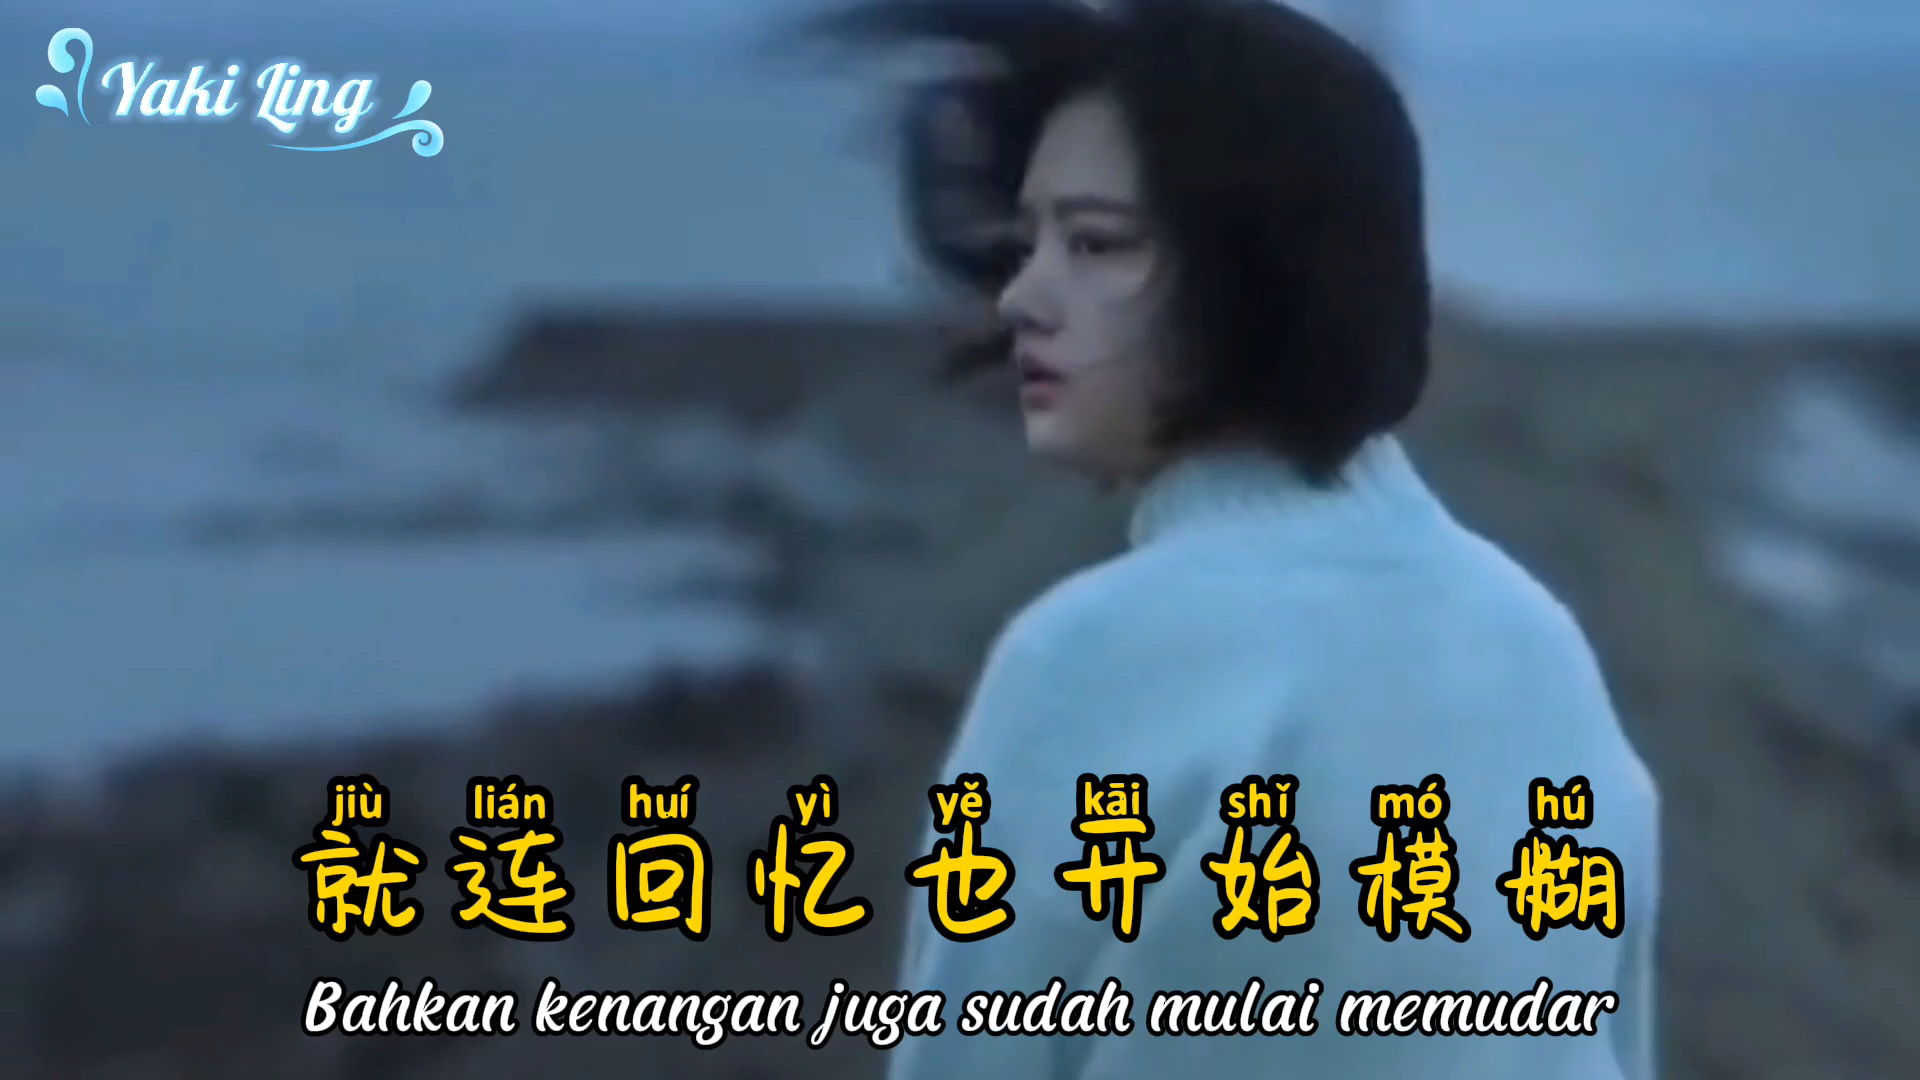 Yaki Ling
jiù lián huí yì yě kāi shǐ mó hú
就连回忆也开始模糊
Bahkan kenangan juga sudah mulai memudar